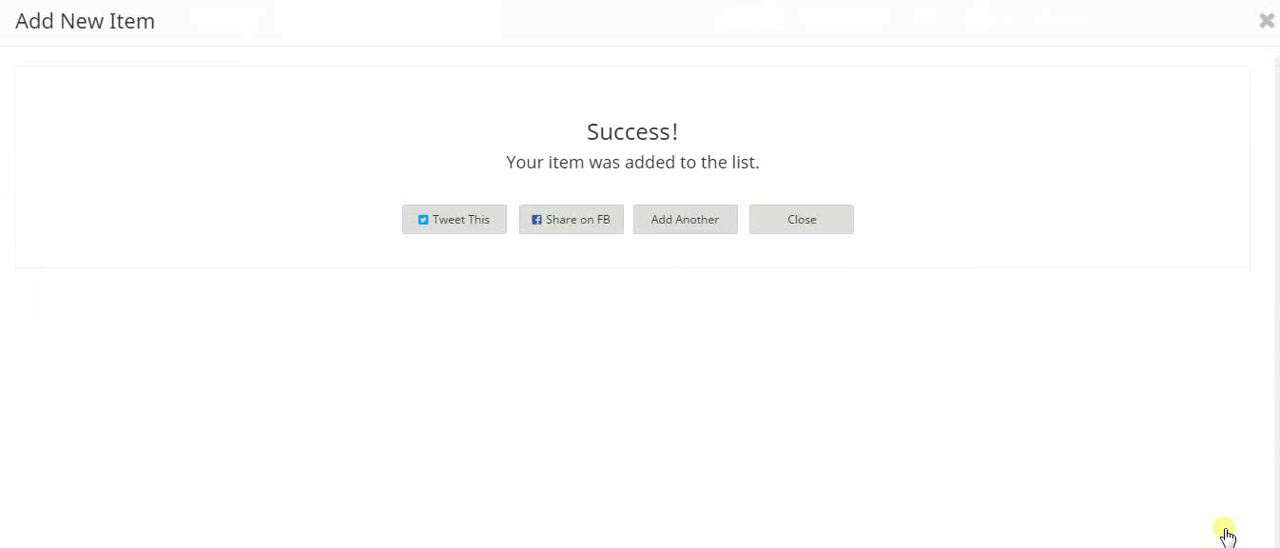 Add New Item
Success!
Your item was added to the list.
Tweet This Share on FB Add Another Close